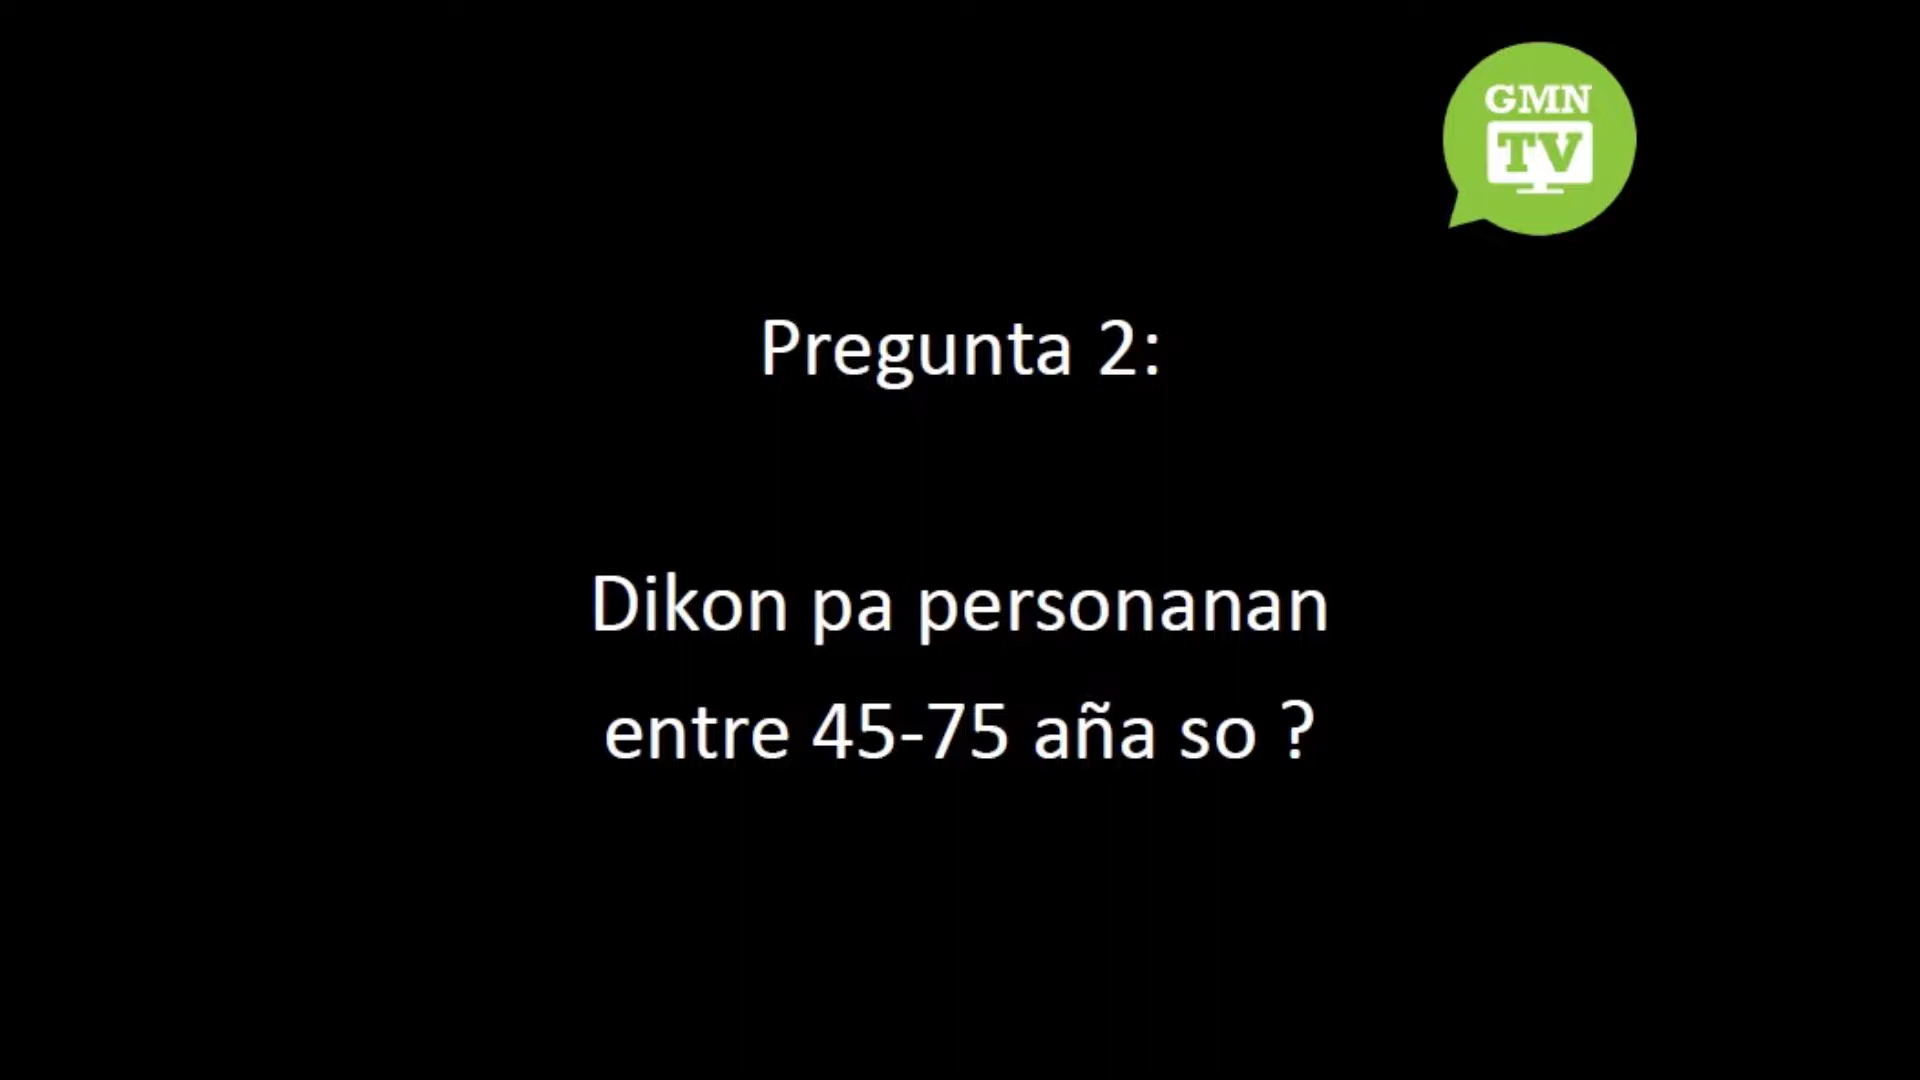 GMN
TV
Pregunta 2:
Dikon pa personanan
entre 45-75 aña so ?